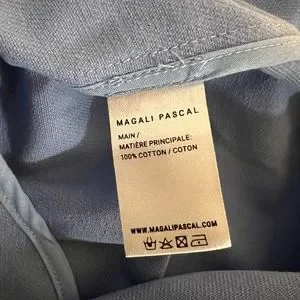 MAGALI PASCAL
MAIN /
MATIÈRE PRINCIPALE:
100% COTTON / COTON
WWW.MAGALIPASCAL.COM